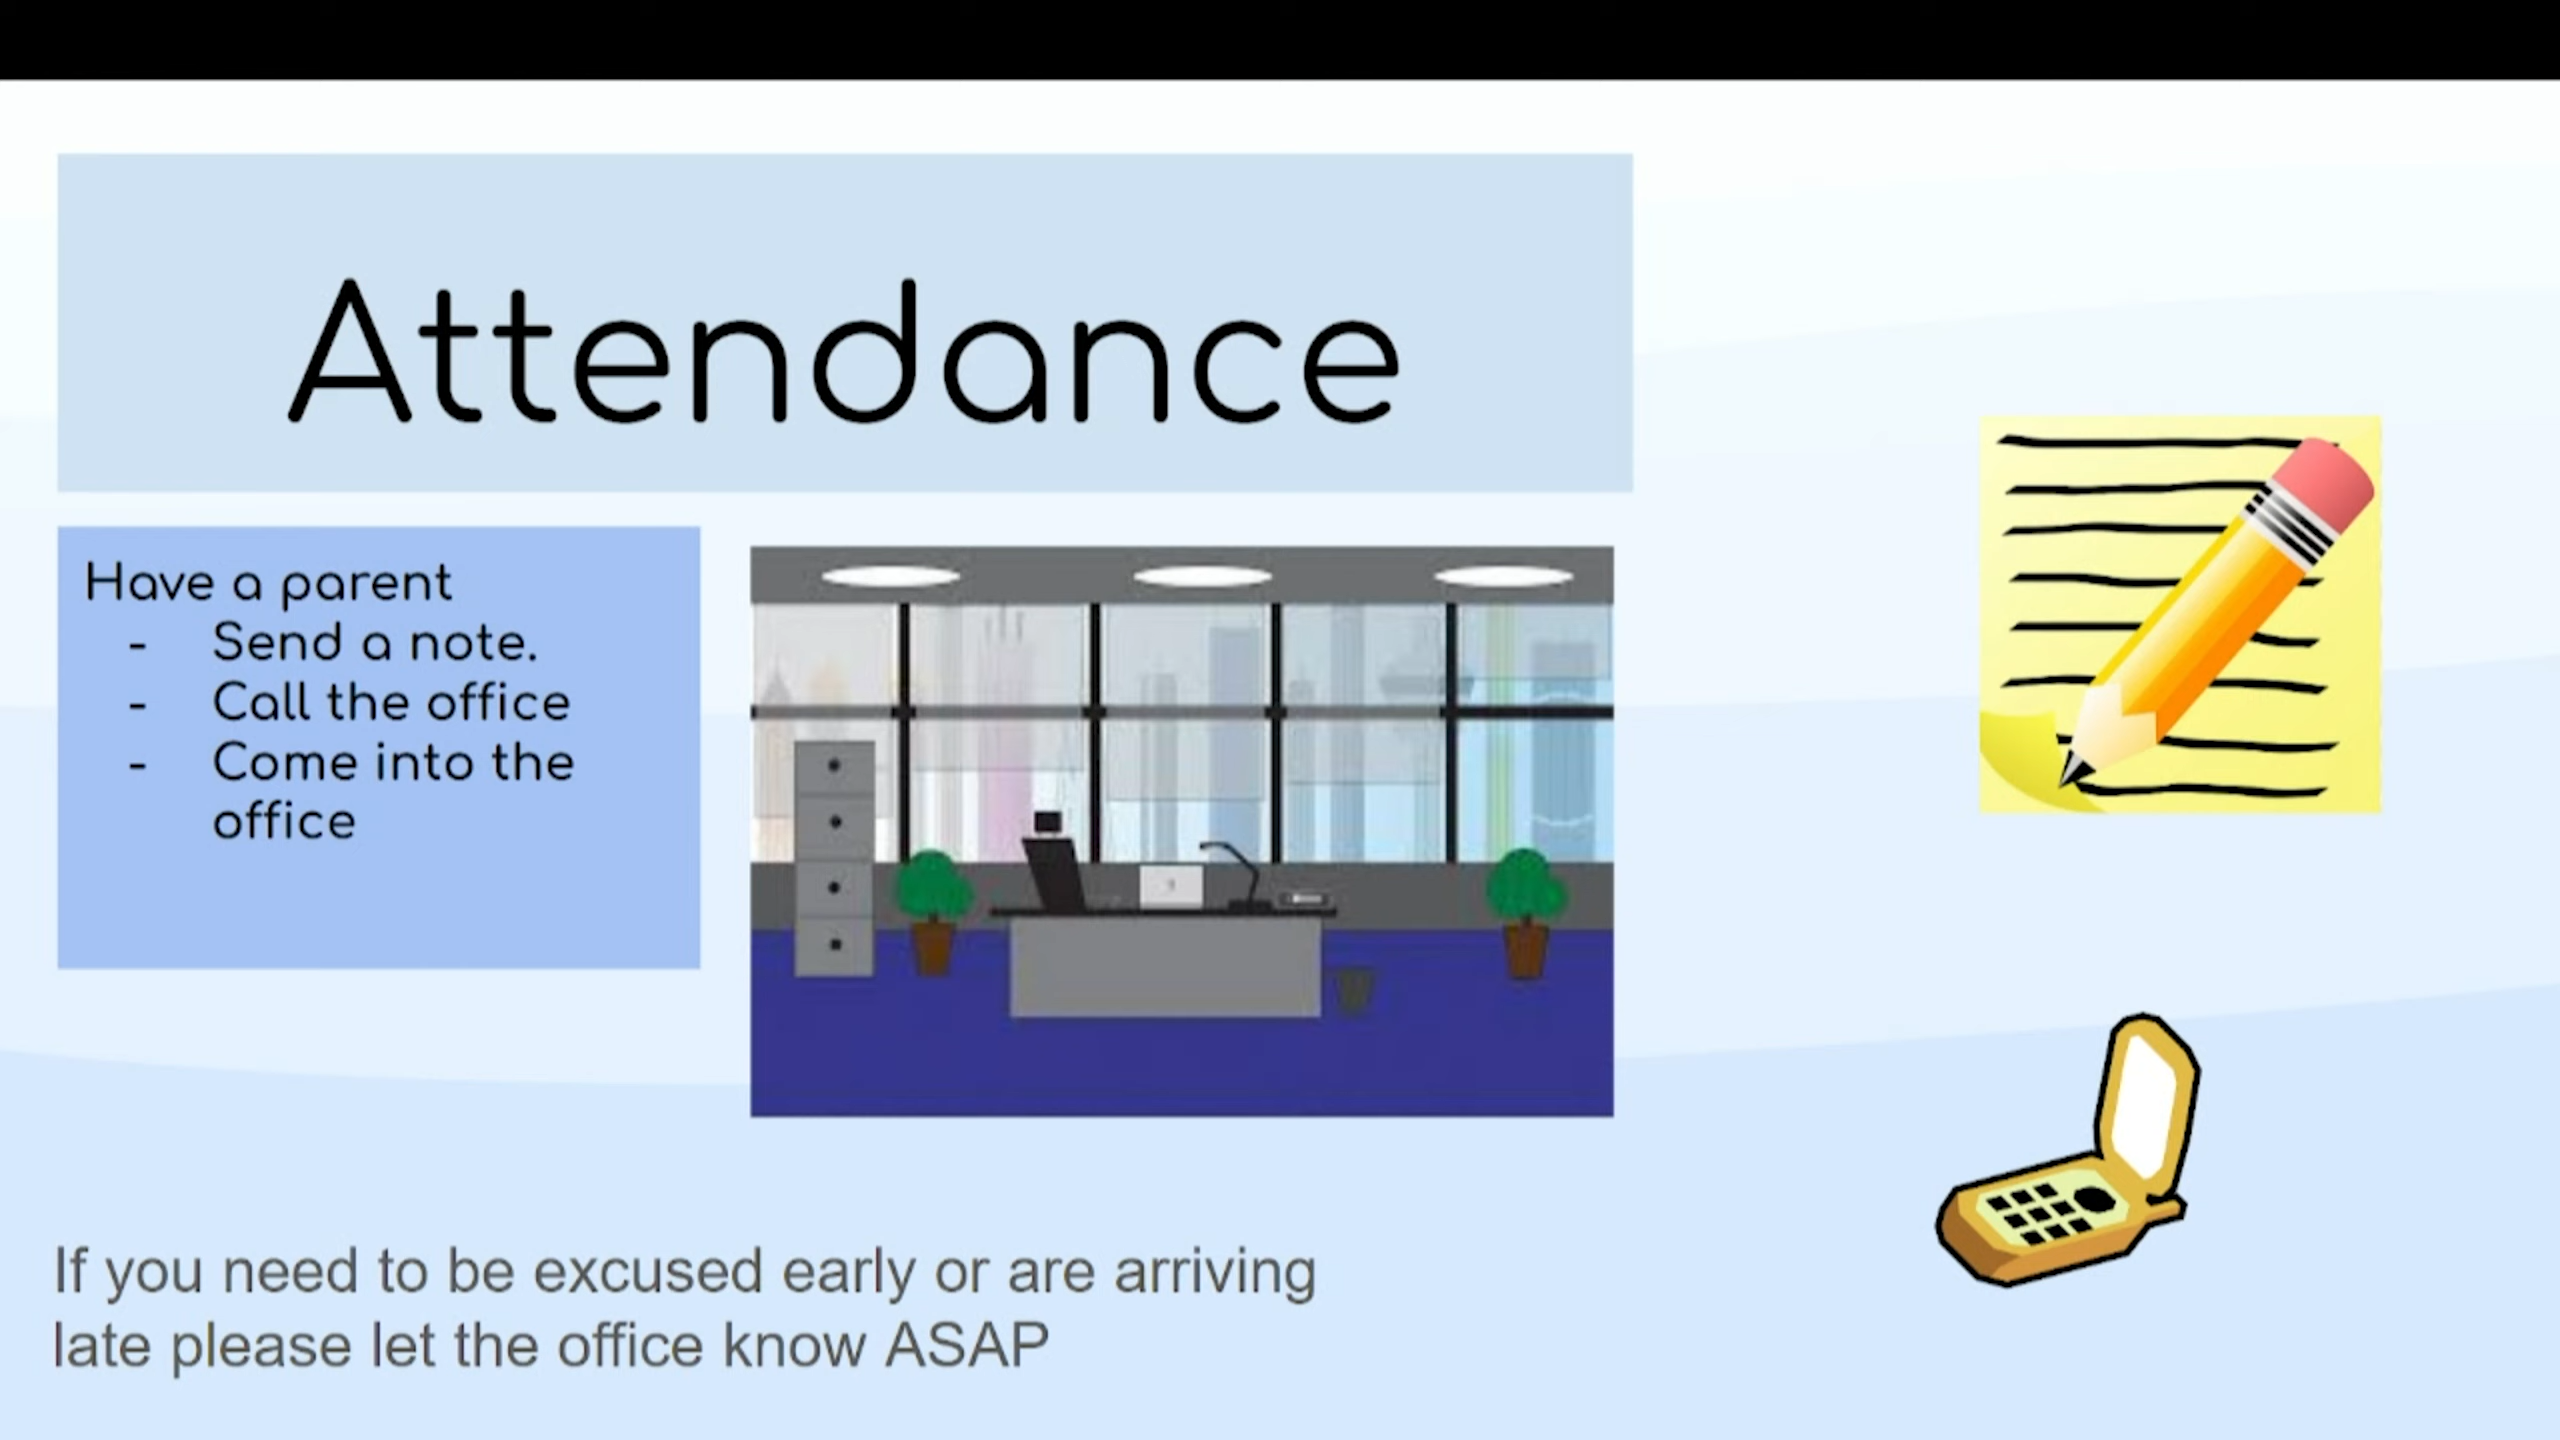 Attendance
Have a parent
- Send a note.
- Call the office
- Come into the
office
If you need to be excused early or are arriving
late please let the office know ASAP